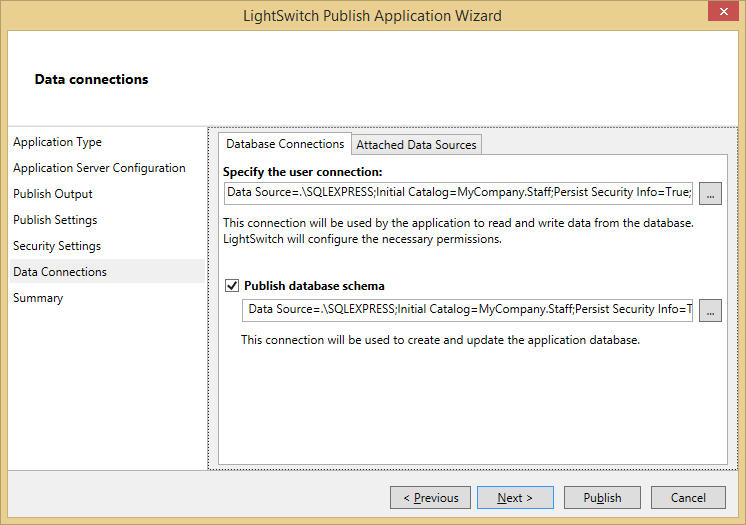 LightSwitch Publish Application Wizard
Data connections
Application Type
Application Server Configuration
Publish Output
Publish Settings
Security Settings
Data Connections
Summary
Database Connections
Attached Data Sources
Specify the user connection:
Data Source=.\SQLEXPRESS;Initial Catalog=MyCompany.Staff;Persist Security Info=True;
...
This connection will be used by the application to read and write data from the database.
LightSwitch will configure the necessary permissions.
Publish database schema
Data Source=.\SQLEXPRESS;Initial Catalog=MyCompany.Staff;Persist Security Info=T
...
This connection will be used to create and update the application database.
< Previous
Next >
Publish
Cancel